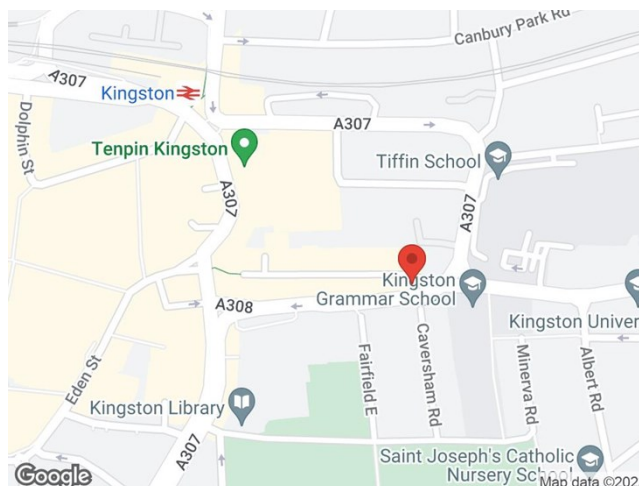 Canbury Park Rd
A307
Kingston
Dolphin St
A307
Tenpin Kingston
Tiffin School
A307
A307
Kingston
Grammar School
A308
Kingston Univer
Fairfield E
Caversham Rd
Minerva Rd
Albert Rd
Eden St
Kingston Library
A307
Saint Joseph's Catholic
Nursery School
Google
Map data ©202